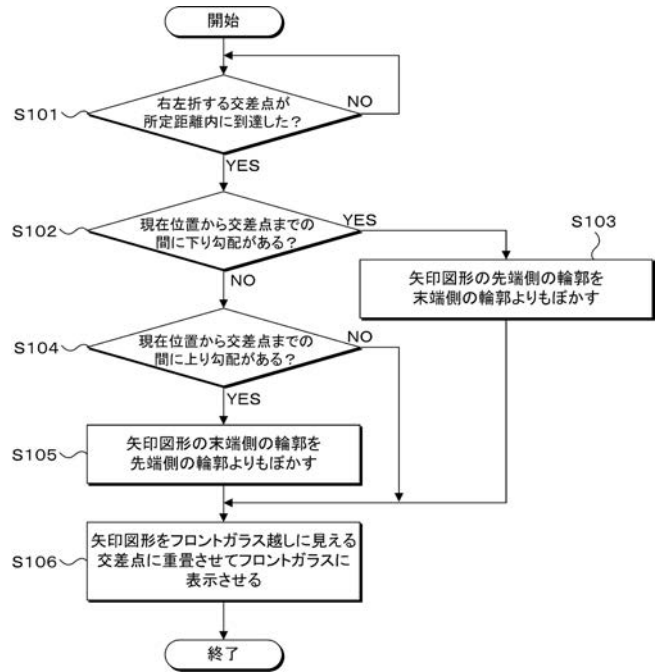 開始
S101
右左折する交差点が
所定距離内に到達した?
NO
YES
S102
現在位置から交差点までの
間に下り勾配がある?
YES
NO
S103
矢印図形の先端側の輪郭を
末端側の輪郭よりもぼかす
S104
現在位置から交差点までの
間に上り勾配がある?
NO
YES
S105
矢印図形の末端側の輪郭を
先端側の輪郭よりもぼかす
S106
矢印図形をフロントガラス越しに見える
交差点に重畳させてフロントガラスに
表示させる
終了